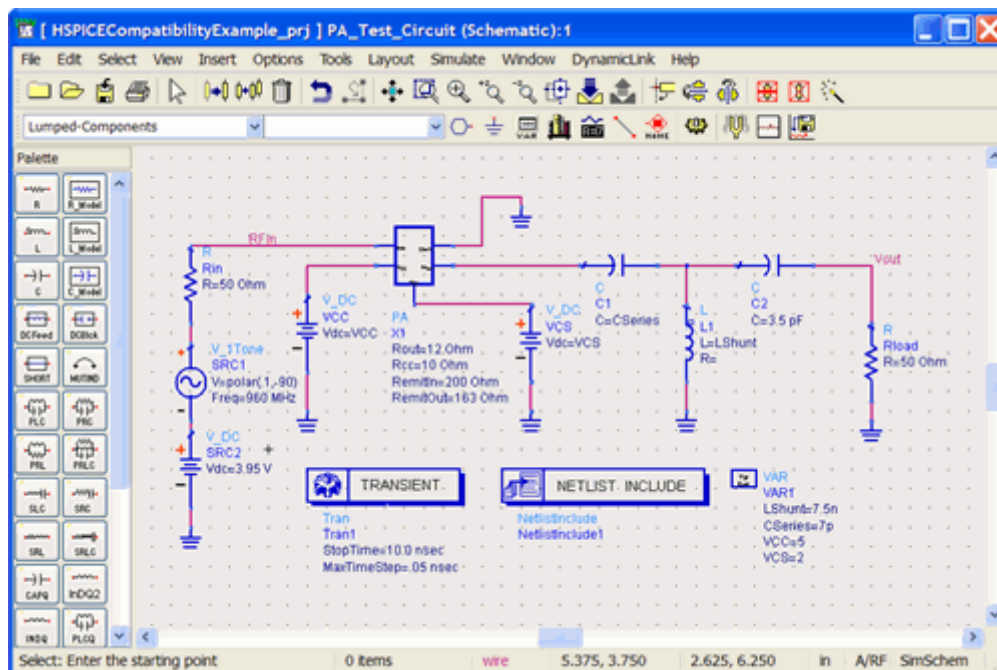 [ HSPICECompatibilityExample_prj ] PA_Test_Circuit (Schematic):1
File Edit Select View Insert Options Tools Layout Simulate Window DynamicLink Help
Lumped-Components
VAR
NAME
Palette
R
R_Model
L
L_Model
C
C_Model
DCFeed
DCBlck
SHORT
MUTIND
PLC
PRC
PRL
PRLC
SLC
SRC
SRL
SRLC
CAPQ
InDQ2
INDQ
PLCQ
RFin
R
Rin
R=50 Ohm
V_1Tone
SRC1
V=polar(.1,-90)
Freq=960 MHz
V_DC
SRC2
Vdc=3.95 V
V_DC
VCC
Vdc=VCC
PA
X1
Rout=12.Ohm
Rcc=10 Ohm
RemitIn=200 Ohm
RemitOut=163 Ohm
V_DC
VCS
Vdc=VCS
C
C1
C=CSeries
L
L1
L=LShunt
R=
C
C2
C=3.5 pF
Vout
R
Rload
R=50 Ohm
TRANSIENT
Tran
Tran1
StopTime=10.0 nsec
MaxTimeStep=.05 nsec
NETLIST INCLUDE
NetlistInclude
NetlistInclude1
VAR
VAR1
LShunt=7.5n
CSeries=7p
VCC=5
VCS=2
Select: Enter the starting point 0 items wire 5.375, 3.750 2.625, 6.250 in A/RF SimSchem